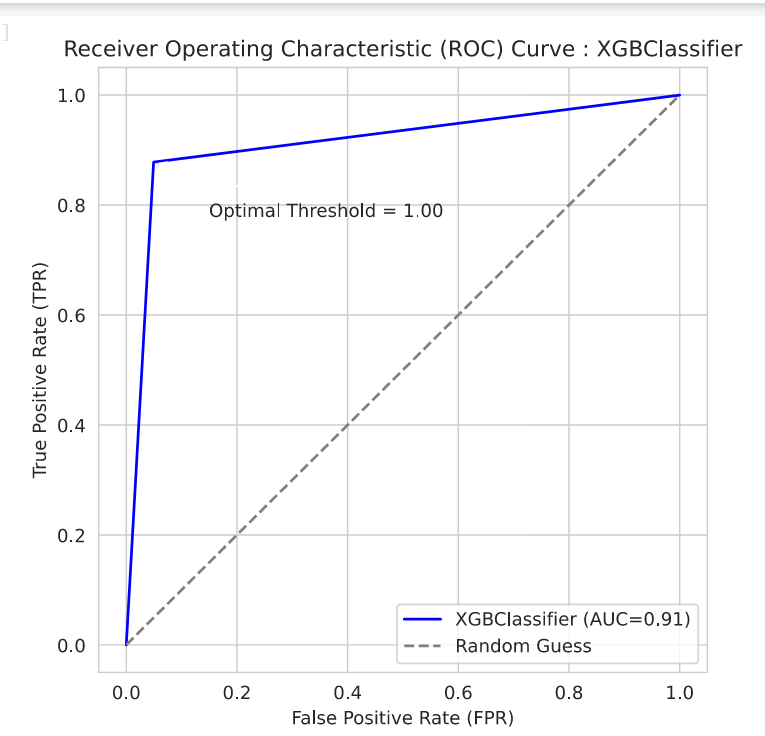 ]
Receiver Operating Characteristic (ROC) Curve : XGBClassifier
1.0
0.8
0.6
0.4
0.2
0.0
True Positive Rate (TPR)
Optimal Threshold = 1.00
XGBClassifier (AUC=0.91)
Random Guess
0.0 0.2 0.4 0.6 0.8 1.0
False Positive Rate (FPR)